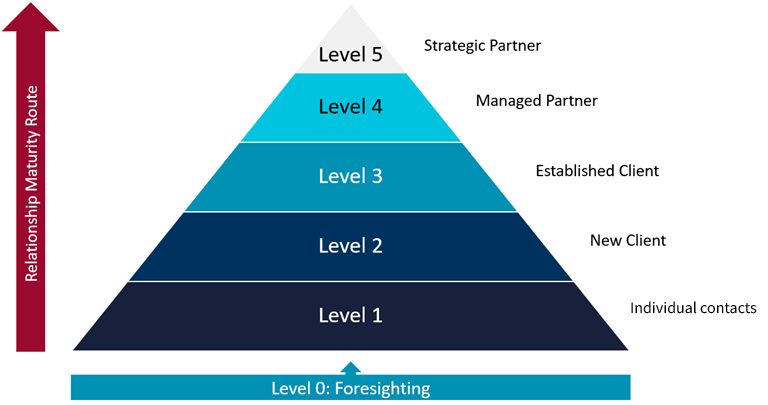 Relationship Maturity Route
Level 5
Strategic Partner
Level 4
Managed Partner
Level 3
Established Client
Level 2
New Client
Level 1
Individual contacts
Level 0: Foresighting